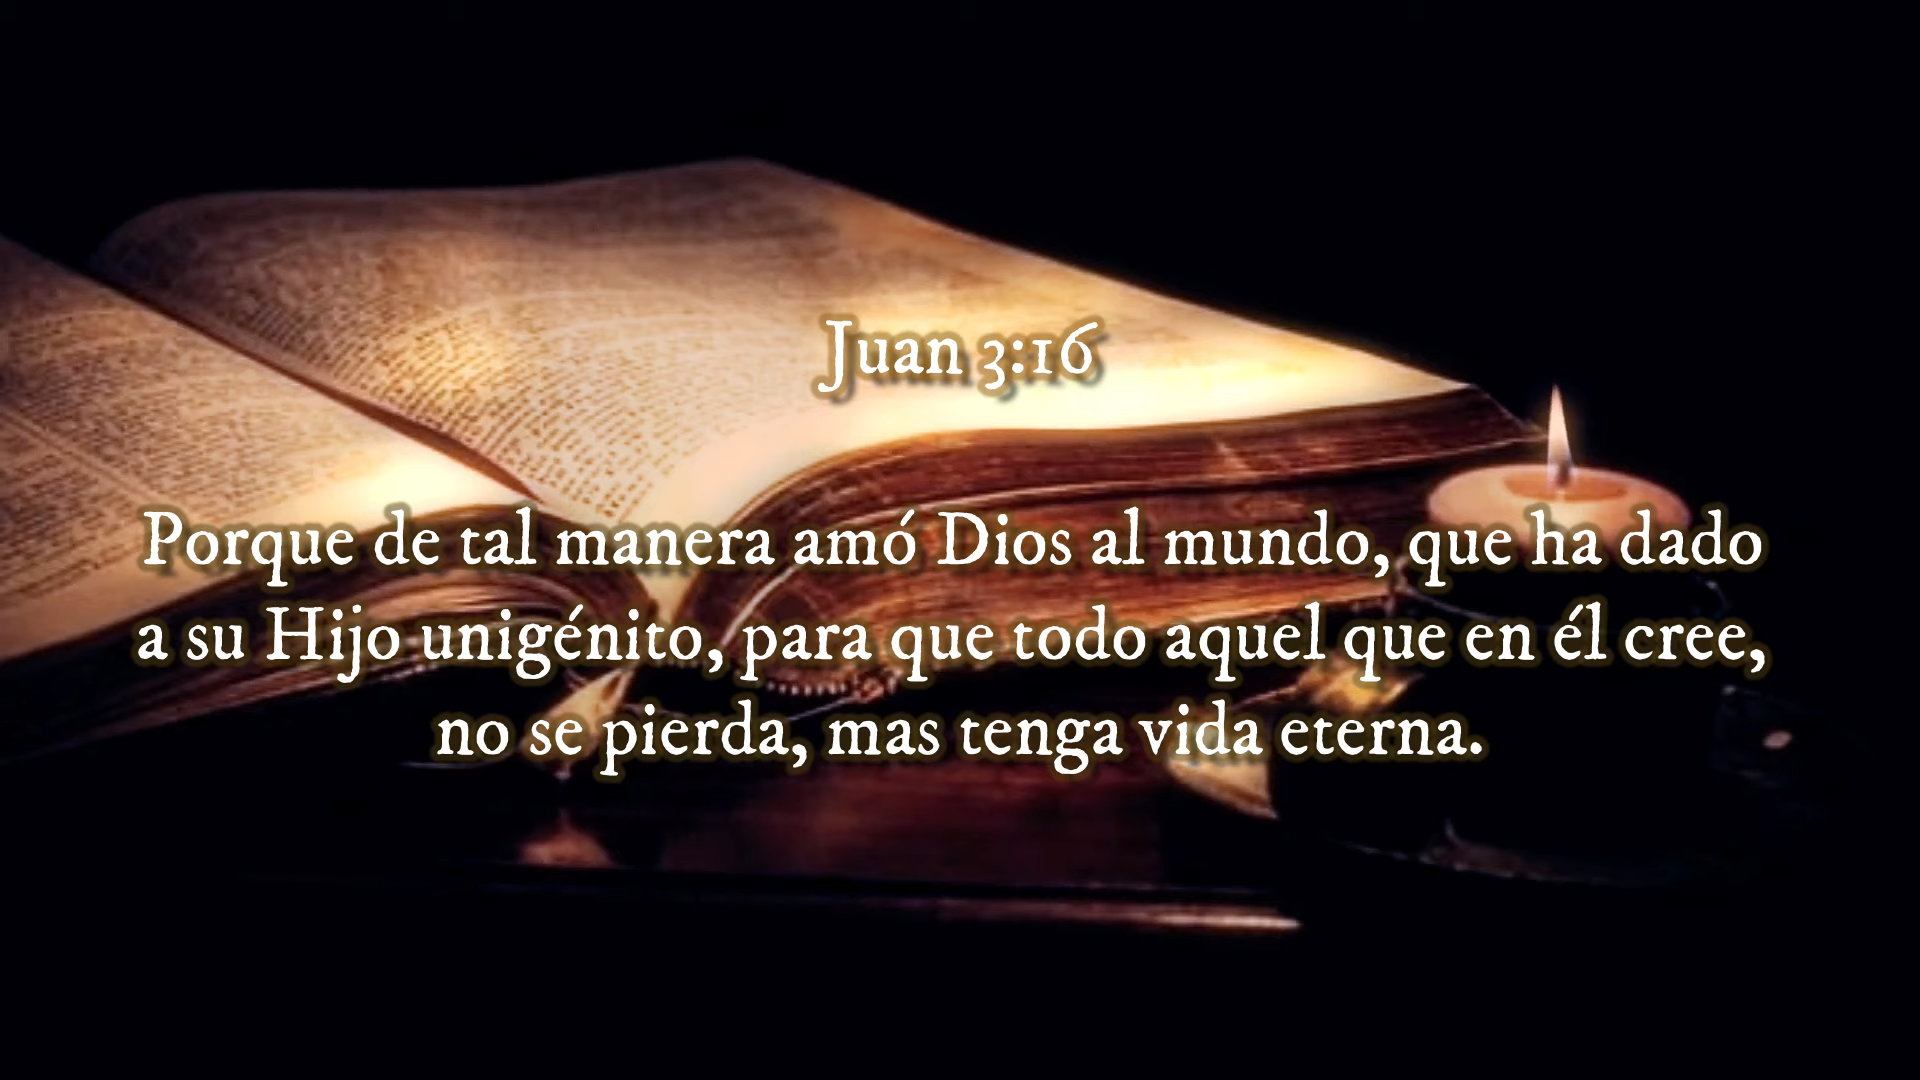 Juan 3:16
Porque de tal manera amó Dios al mundo, que ha dado
a su Hijo unigénito, para que todo aquel que en él cree,
no se pierda, mas tenga vida eterna.